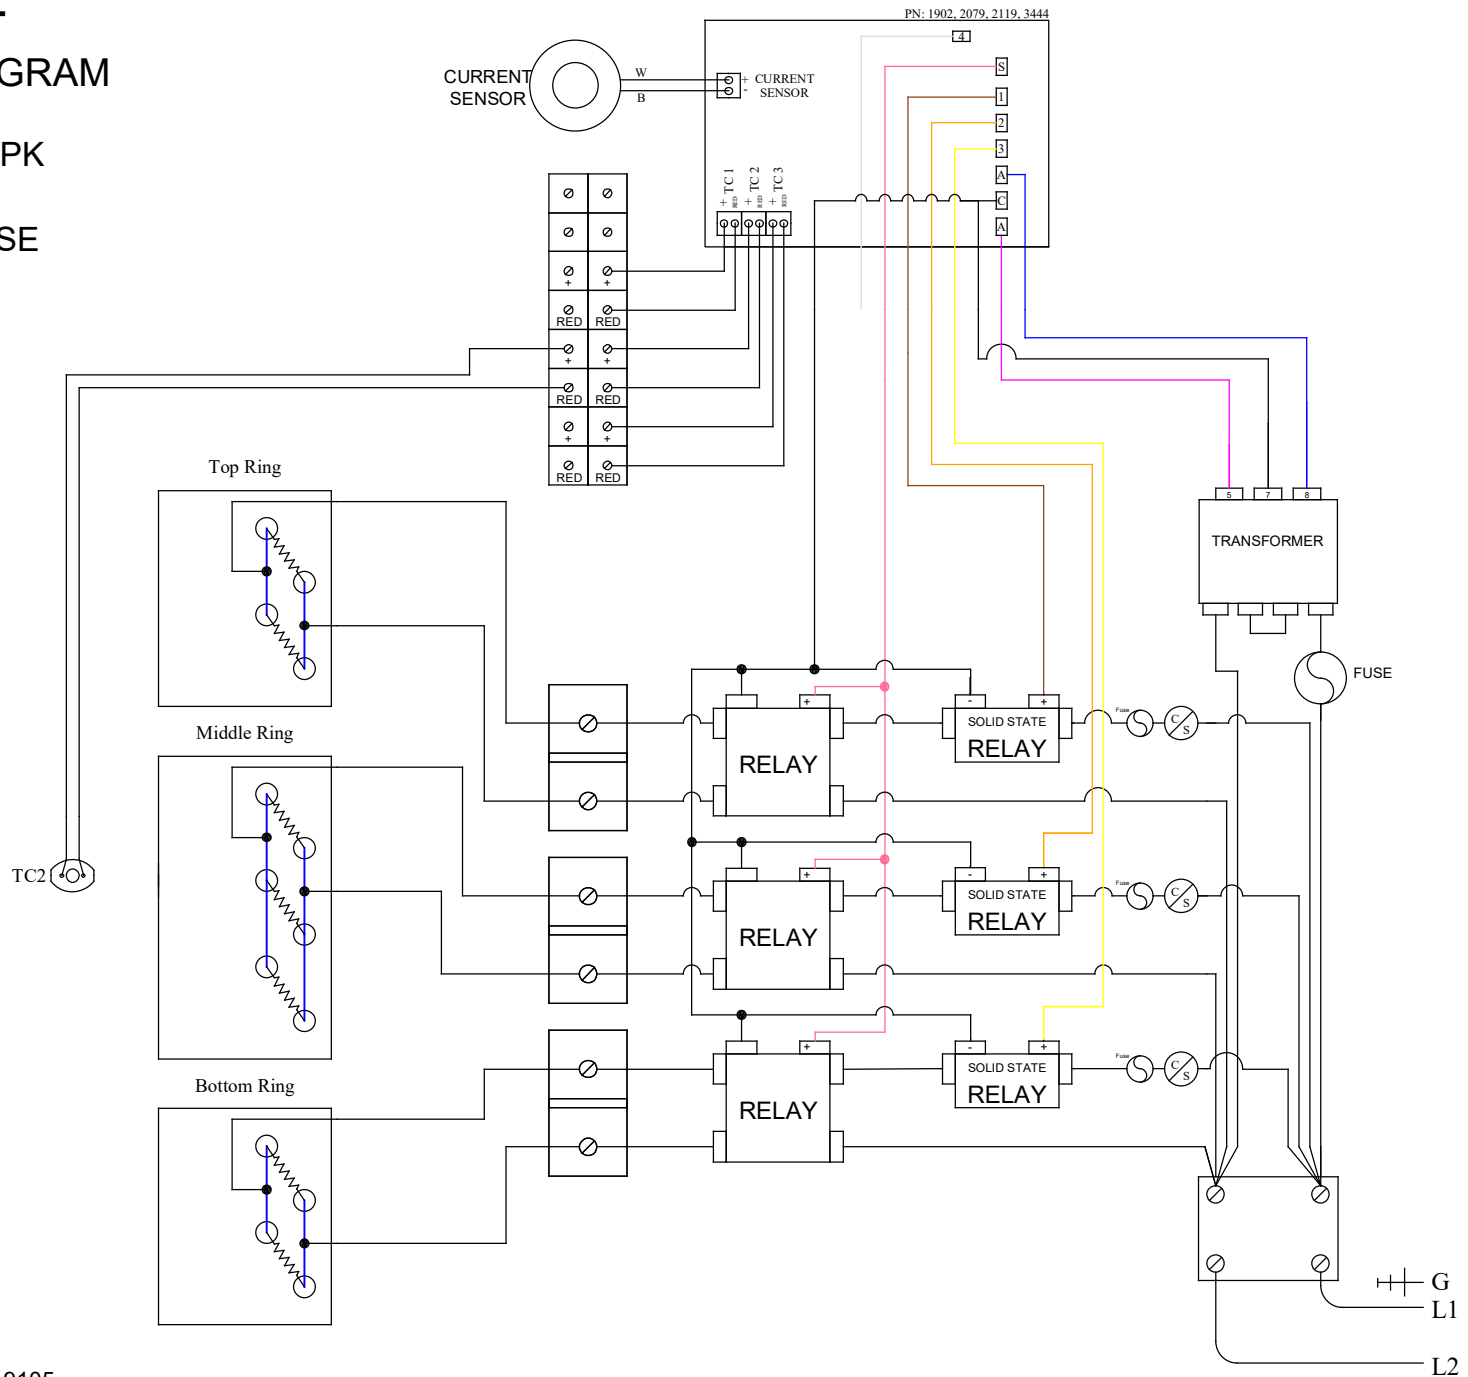 PN: 1902, 2079, 2119, 3444
GRAM
PK
SE
CURRENT
SENSOR
W
B
+
-
CURRENT
SENSOR
4
S
1
2
3
A
C
A
TC 1
TC 2
TC 3
+ RED + RED + RED
+ +
RED RED
+ +
RED RED
+ +
RED RED
Top Ring
Middle Ring
Bottom Ring
TC2
5 7 8
TRANSFORMER
FUSE
+
RELAY
- +
SOLID STATE
RELAY
Fuse
C/S
+
RELAY
- +
SOLID STATE
RELAY
Fuse
C/S
+
RELAY
- +
SOLID STATE
RELAY
Fuse
C/S
G
L1
L2